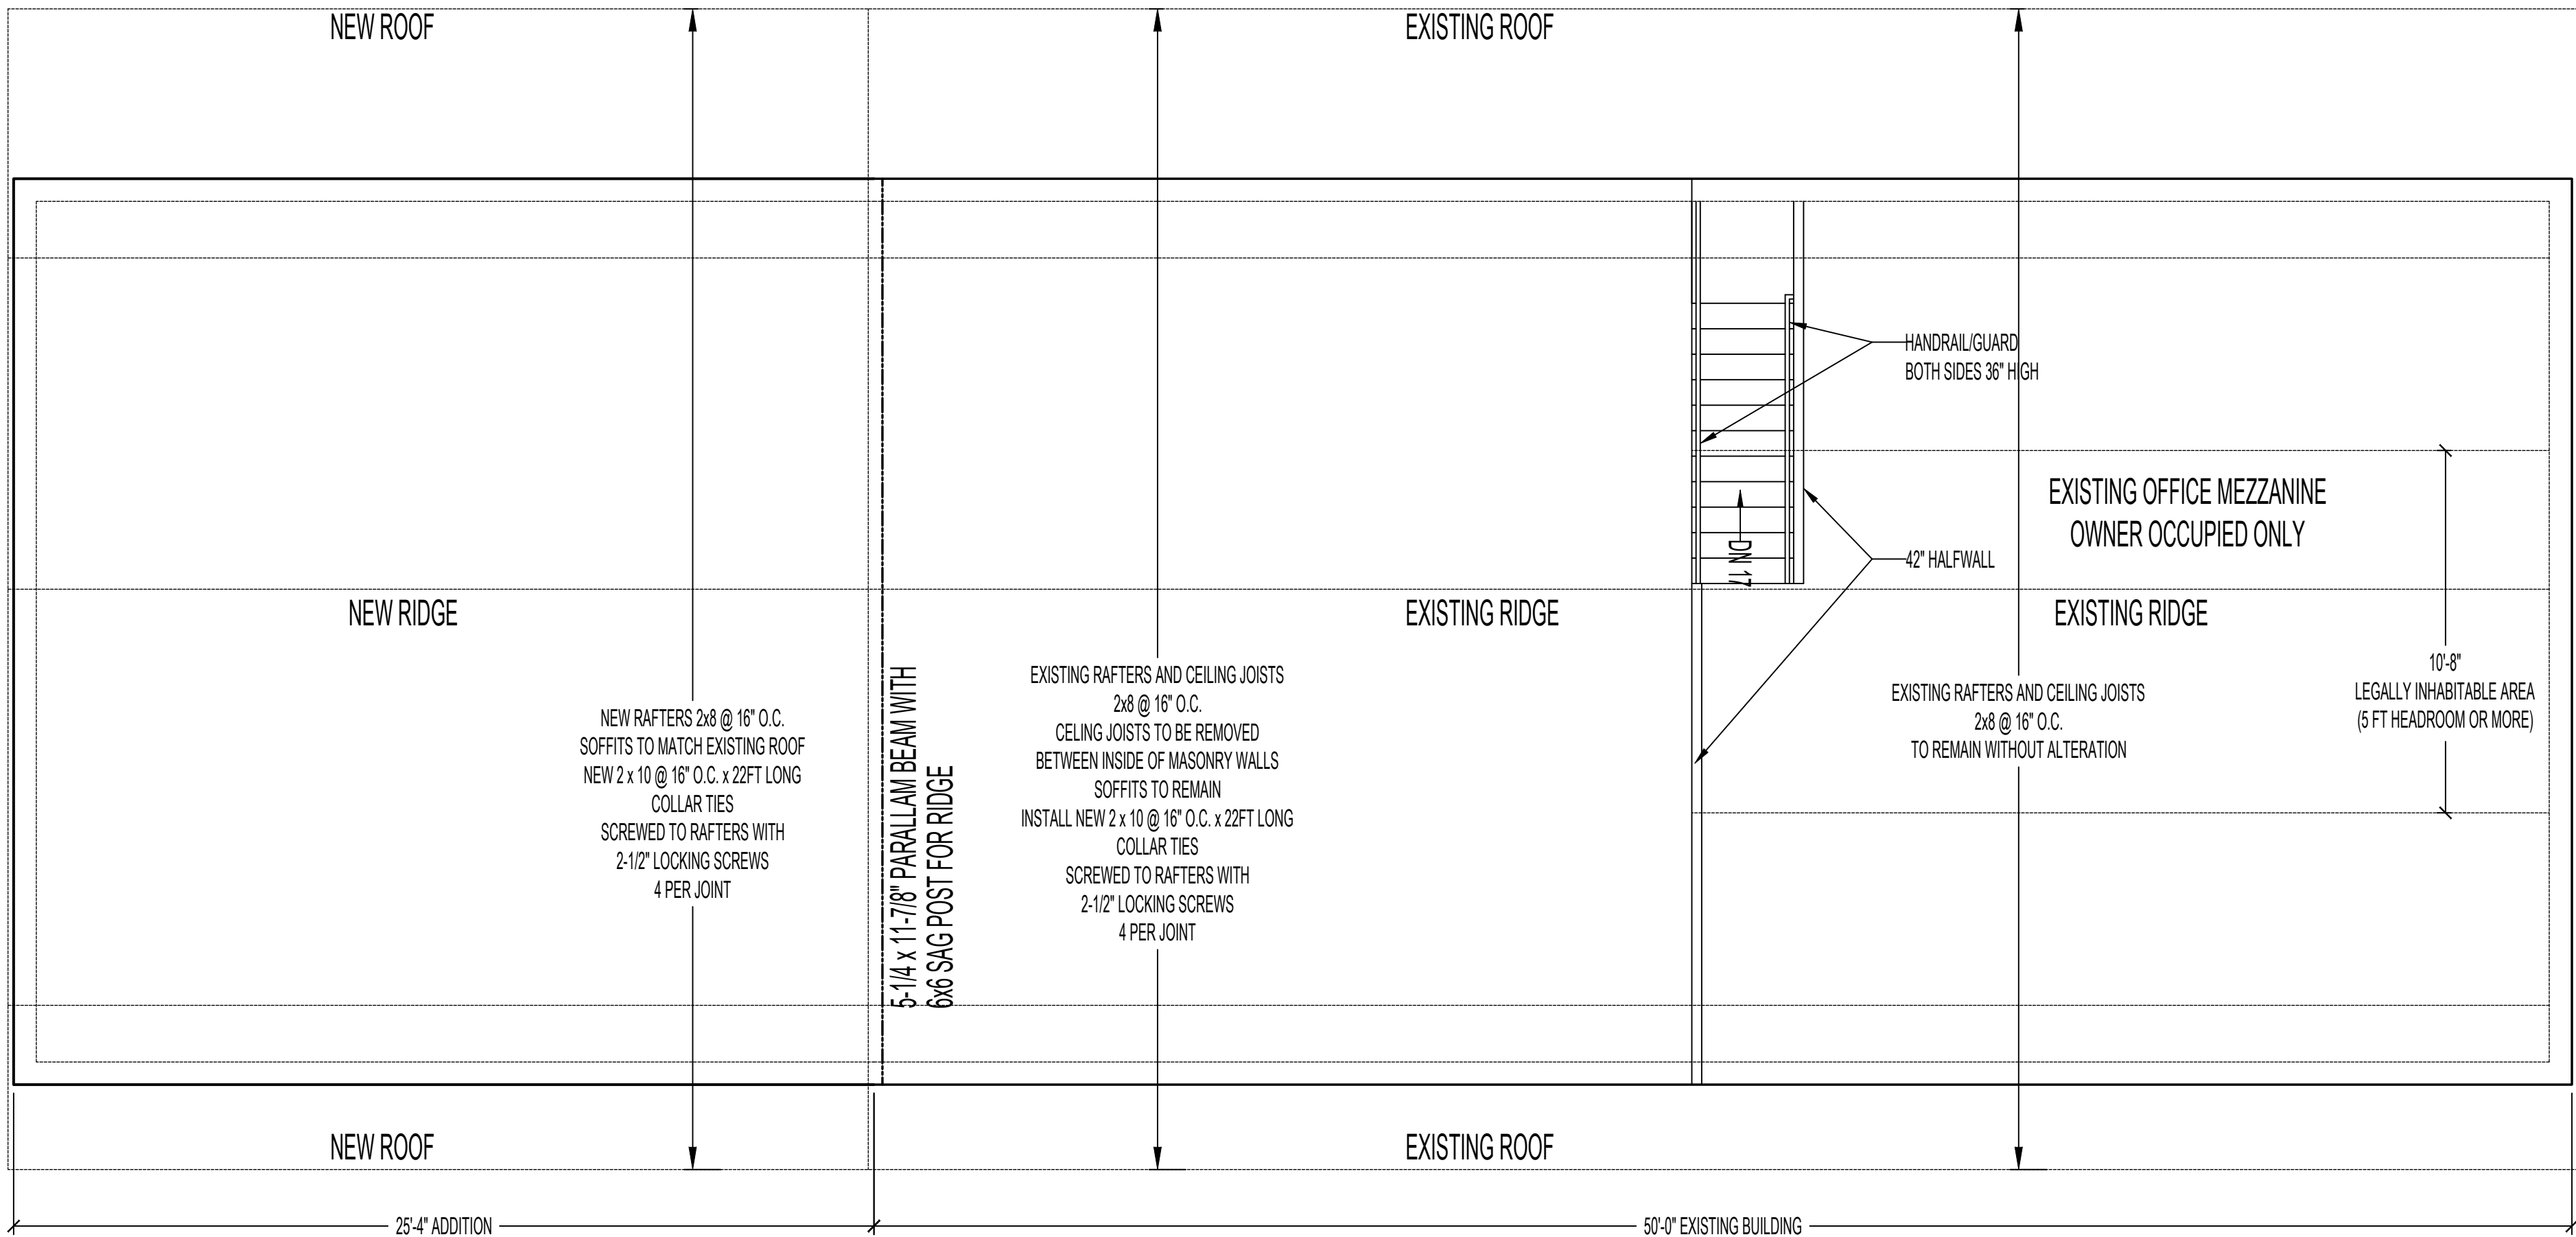 NEW ROOF
EXISTING ROOF
HANDRAIL/GUARD
BOTH SIDES 36" HIGH
EXISTING OFFICE MEZZANINE
OWNER OCCUPIED ONLY
DN 17
42" HALFWALL
NEW RIDGE
EXISTING RIDGE
EXISTING RIDGE
NEW RAFTERS 2x8 @ 16" O.C.
SOFFITS TO MATCH EXISTING ROOF
NEW 2 x 10 @ 16" O.C. x 22FT LONG
COLLAR TIES
SCREWED TO RAFTERS WITH
2-1/2" LOCKING SCREWS
4 PER JOINT
5-1/4 x 11-7/8" PARALLAM BEAM WITH
6x6 SAG POST FOR RIDGE
EXISTING RAFTERS AND CEILING JOISTS
2x8 @ 16" O.C.
CELING JOISTS TO BE REMOVED
BETWEEN INSIDE OF MASONRY WALLS
SOFFITS TO REMAIN
INSTALL NEW 2 x 10 @ 16" O.C. x 22FT LONG
COLLAR TIES
SCREWED TO RAFTERS WITH
2-1/2" LOCKING SCREWS
4 PER JOINT
EXISTING RAFTERS AND CEILING JOISTS
2x8 @ 16" O.C.
TO REMAIN WITHOUT ALTERATION
10'-8"
LEGALLY INHABITABLE AREA
(5 FT HEADROOM OR MORE)
NEW ROOF
EXISTING ROOF
25'-4" ADDITION
50'-0" EXISTING BUILDING